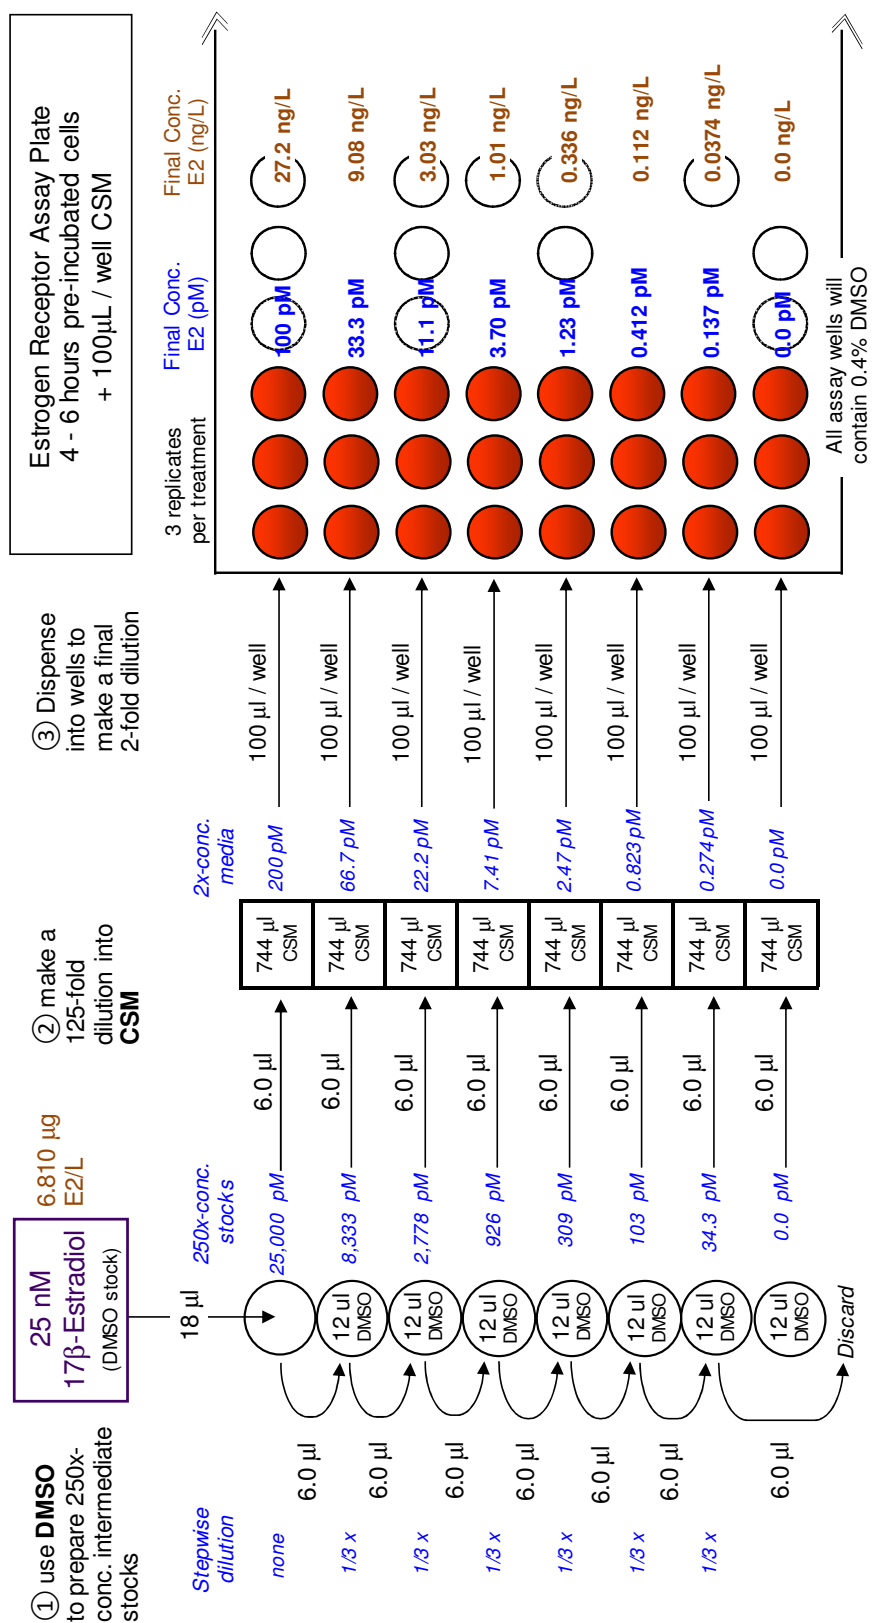 ① use DMSO
to prepare 250x-
conc. intermediate
stocks
25 nM
17β-Estradiol
(DMSO stock)
6.810 µg
E2/L
② make a
125-fold
dilution into
CSM
③ Dispense
into wells to
make a final
2-fold dilution
Estrogen Receptor Assay Plate
4 - 6 hours pre-incubated cells
+ 100µL / well CSM
Stepwise
dilution
18 µl
250x-conc.
stocks
2x-conc.
media
3 replicates
per treatment
Final Conc.
E2 (pM)
Final Conc.
E2 (ng/L)
none
25,000 pM
6.0 µl
744 µl
CSM
200 pM
100 µl / well
100 pM
27.2 ng/L
6.0 µl
1/3 x
12 ul
DMSO
8,333 pM
6.0 µl
744 µl
CSM
66.7 pM
100 µl / well
33.3 pM
9.08 ng/L
6.0 µl
1/3 x
12 ul
DMSO
2,778 pM
6.0 µl
744 µl
CSM
22.2 pM
100 µl / well
11.1 pM
3.03 ng/L
6.0 µl
1/3 x
12 ul
DMSO
926 pM
6.0 µl
744 µl
CSM
7.41 pM
100 µl / well
3.70 pM
1.01 ng/L
6.0 µl
1/3 x
12 ul
DMSO
309 pM
6.0 µl
744 µl
CSM
2.47 pM
100 µl / well
1.23 pM
0.336 ng/L
6.0 µl
1/3 x
12 ul
DMSO
103 pM
6.0 µl
744 µl
CSM
0.823 pM
100 µl / well
0.412 pM
0.112 ng/L
6.0 µl
1/3 x
12 ul
DMSO
34.3 pM
6.0 µl
744 µl
CSM
0.274 pM
100 µl / well
0.137 pM
0.0374 ng/L
6.0 µl
12 ul
DMSO
0.0 pM
6.0 µl
744 µl
CSM
0.0 pM
100 µl / well
0.0 pM
0.0 ng/L
Discard
All assay wells will
contain 0.4% DMSO